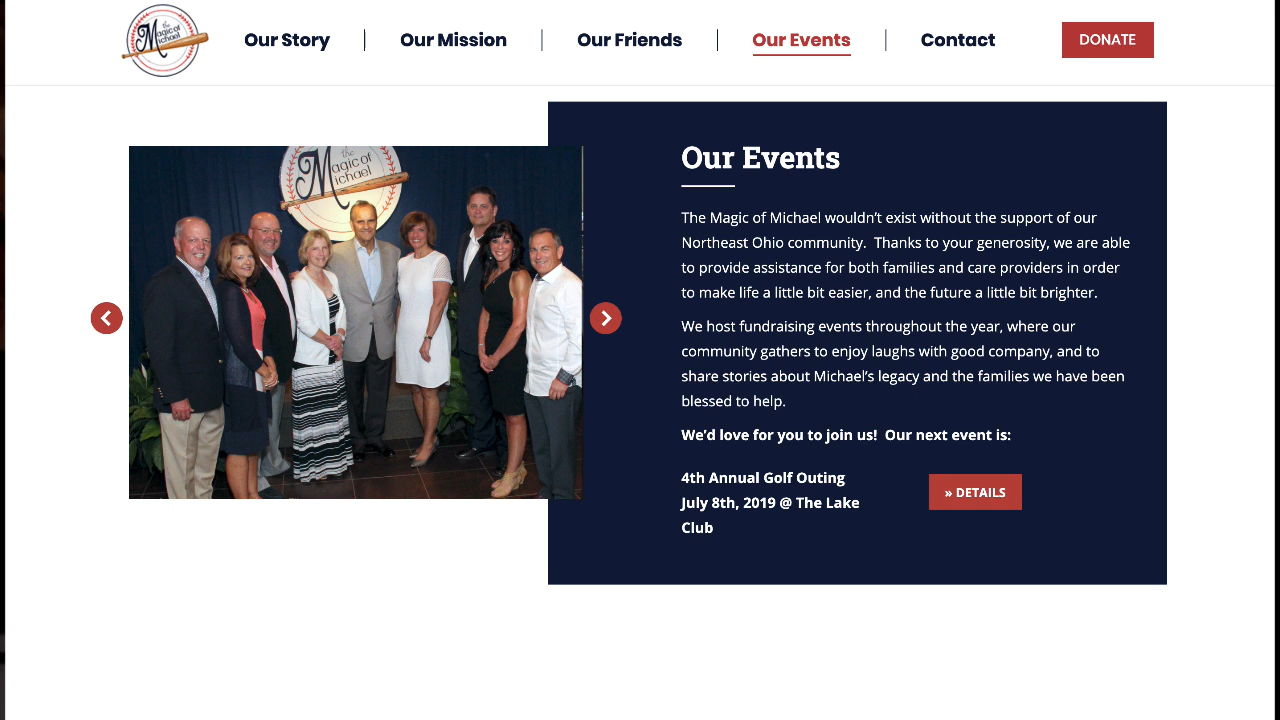 the
Magic of
Michael
Our Story
Our Mission
Our Friends
Our Events
Contact
DONATE
the
Magic of
Michael
Our Events
The Magic of Michael wouldn’t exist without the support of our
Northeast Ohio community.  Thanks to your generosity, we are able
to provide assistance for both families and care providers in order
to make life a little bit easier, and the future a little bit brighter.
We host fundraising events throughout the year, where our
community gathers to enjoy laughs with good company, and to
share stories about Michael’s legacy and the families we have been
blessed to help.
We’d love for you to join us!  Our next event is:
4th Annual Golf Outing
July 8th, 2019 @ The Lake
Club
» DETAILS